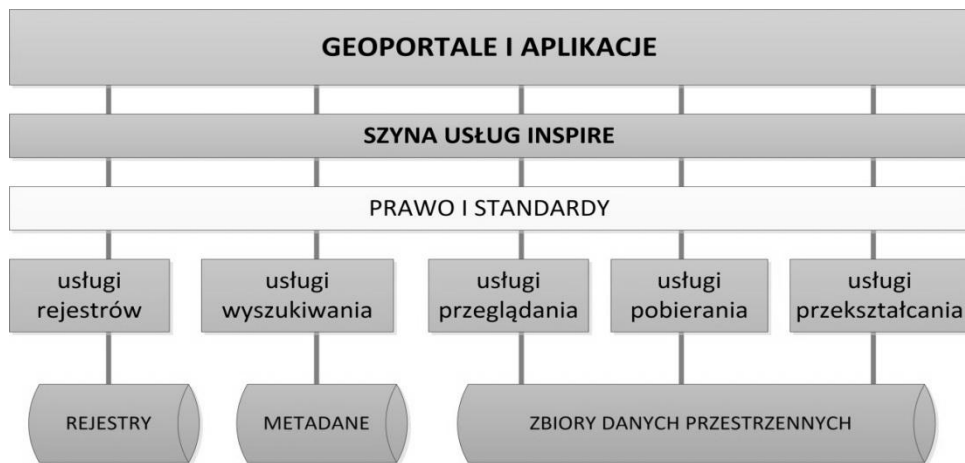 GEOPORTALE I APLIKACJE
SZYNA USŁUG INSPIRE
PRAWO I STANDARDY
usługi
rejestrów
usługi
wyszukiwania
usługi
przeglądania
usługi
pobierania
usługi
przekształcania
REJESTRY
METADANE
ZBIORY DANYCH PRZESTRZENNYCH